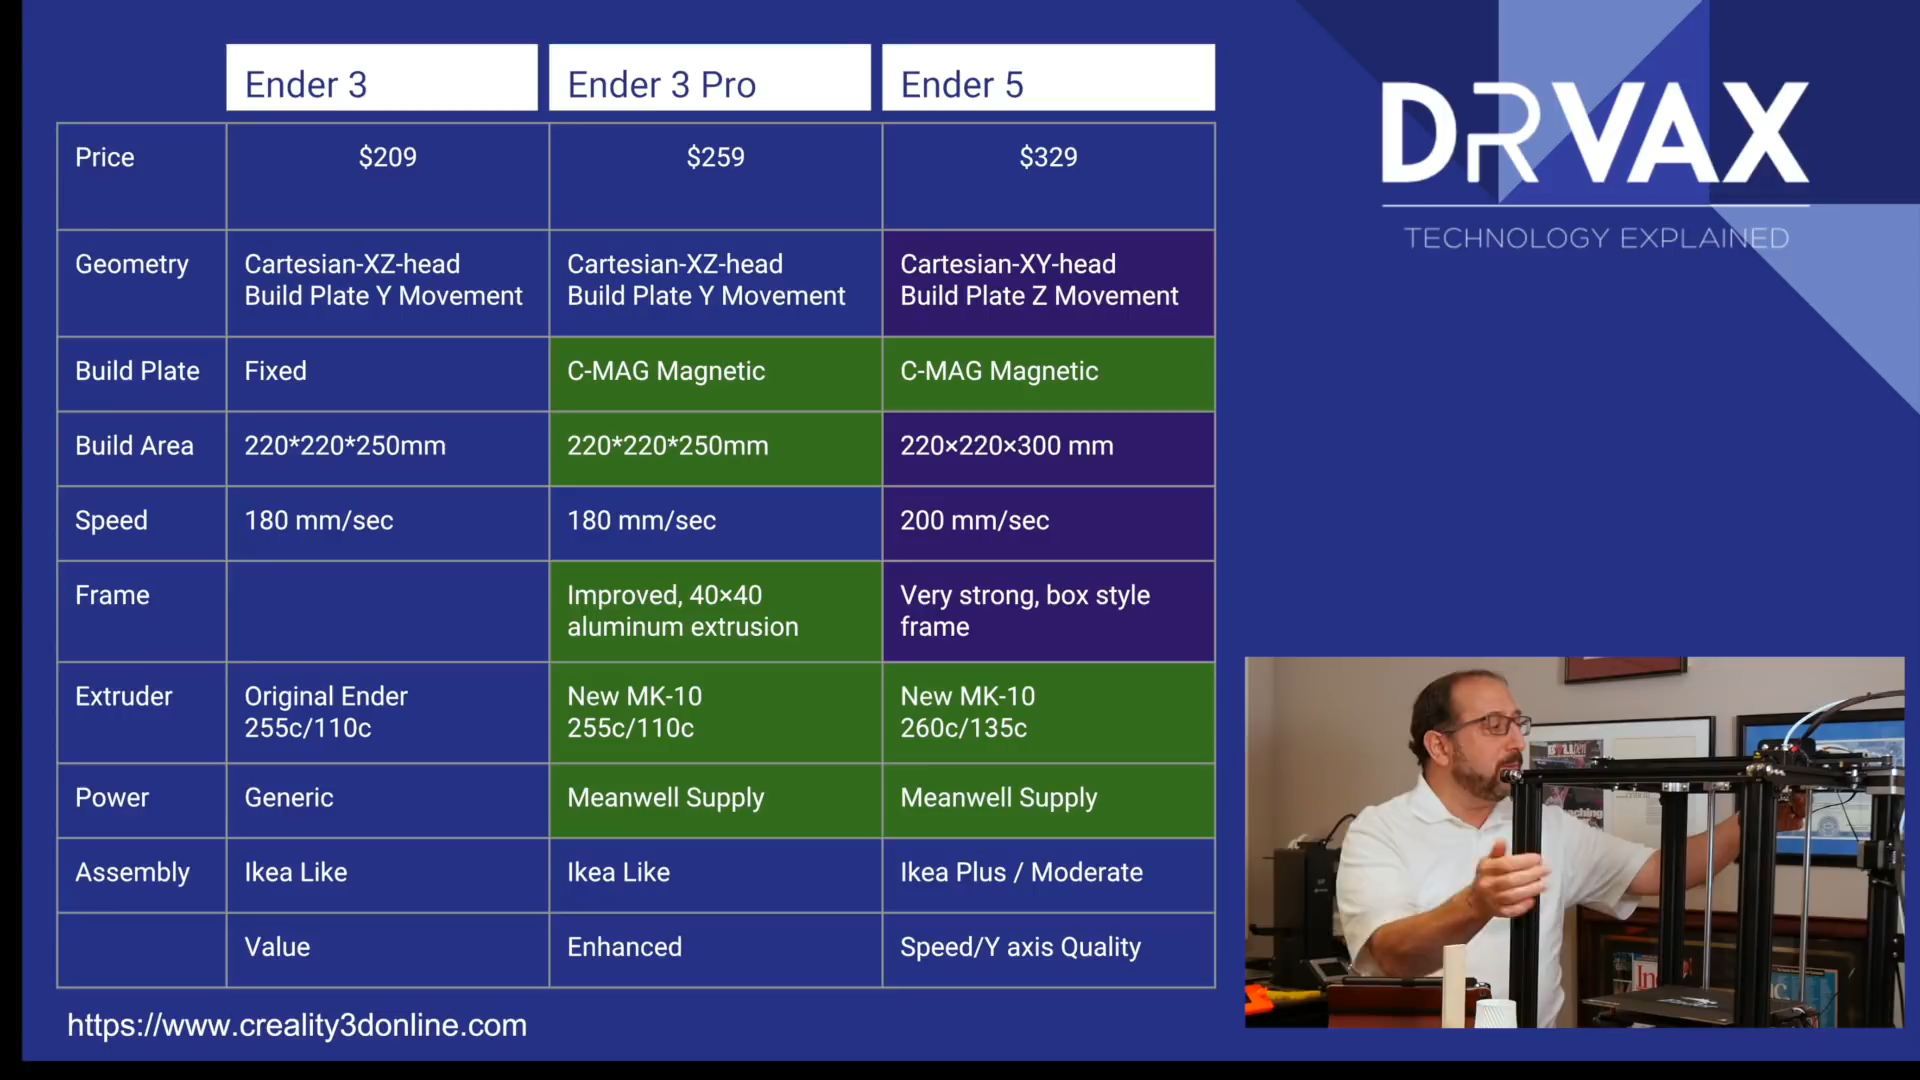 Ender 3
Ender 3 Pro
Ender 5
Price
$209
$259
$329
Geometry
Cartesian-XZ-head
Build Plate Y Movement
Cartesian-XZ-head
Build Plate Y Movement
Cartesian-XY-head
Build Plate Z Movement
Build Plate
Fixed
C-MAG Magnetic
C-MAG Magnetic
Build Area
220*220*250mm
220*220*250mm
220×220×300 mm
Speed
180 mm/sec
180 mm/sec
200 mm/sec
Frame
Improved, 40×40
aluminum extrusion
Very strong, box style
frame
Extruder
Original Ender
255c/110c
New MK-10
255c/110c
New MK-10
260c/135c
Power
Generic
Meanwell Supply
Meanwell Supply
Assembly
Ikea Like
Ikea Like
Ikea Plus / Moderate
Value
Enhanced
Speed/Y axis Quality
https://www.creality3donline.com
DRVAX
TECHNOLOGY EXPLAINED